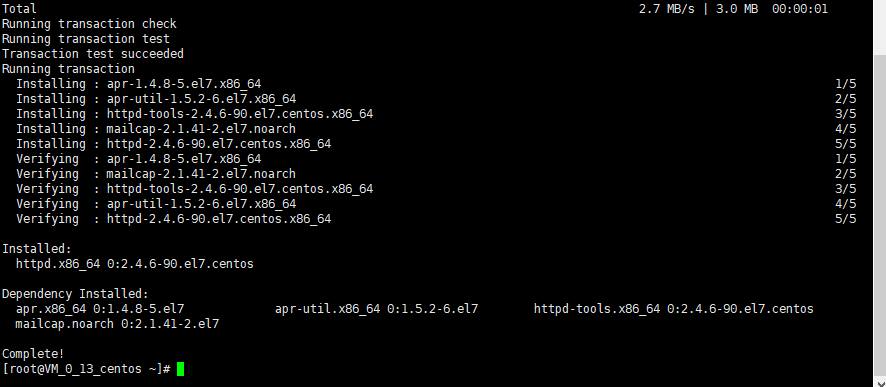 Total 2.7 MB/s | 3.0 MB 00:00:01
Running transaction check
Running transaction test
Transaction test succeeded
Running transaction
Installing : apr-1.4.8-5.el7.x86_64 1/5
Installing : apr-util-1.5.2-6.el7.x86_64 2/5
Installing : httpd-tools-2.4.6-90.el7.centos.x86_64 3/5
Installing : mailcap-2.1.41-2.el7.noarch 4/5
Installing : httpd-2.4.6-90.el7.centos.x86_64 5/5
Verifying : apr-1.4.8-5.el7.x86_64 1/5
Verifying : mailcap-2.1.41-2.el7.noarch 2/5
Verifying : httpd-tools-2.4.6-90.el7.centos.x86_64 3/5
Verifying : apr-util-1.5.2-6.el7.x86_64 4/5
Verifying : httpd-2.4.6-90.el7.centos.x86_64 5/5
Installed:
httpd.x86_64 0:2.4.6-90.el7.centos
Dependency Installed:
apr.x86_64 0:1.4.8-5.el7 apr-util.x86_64 0:1.5.2-6.el7 httpd-tools.x86_64 0:2.4.6-90.el7.centos
mailcap.noarch 0:2.1.41-2.el7
Complete!
[root@VM_0_13_centos ~]#